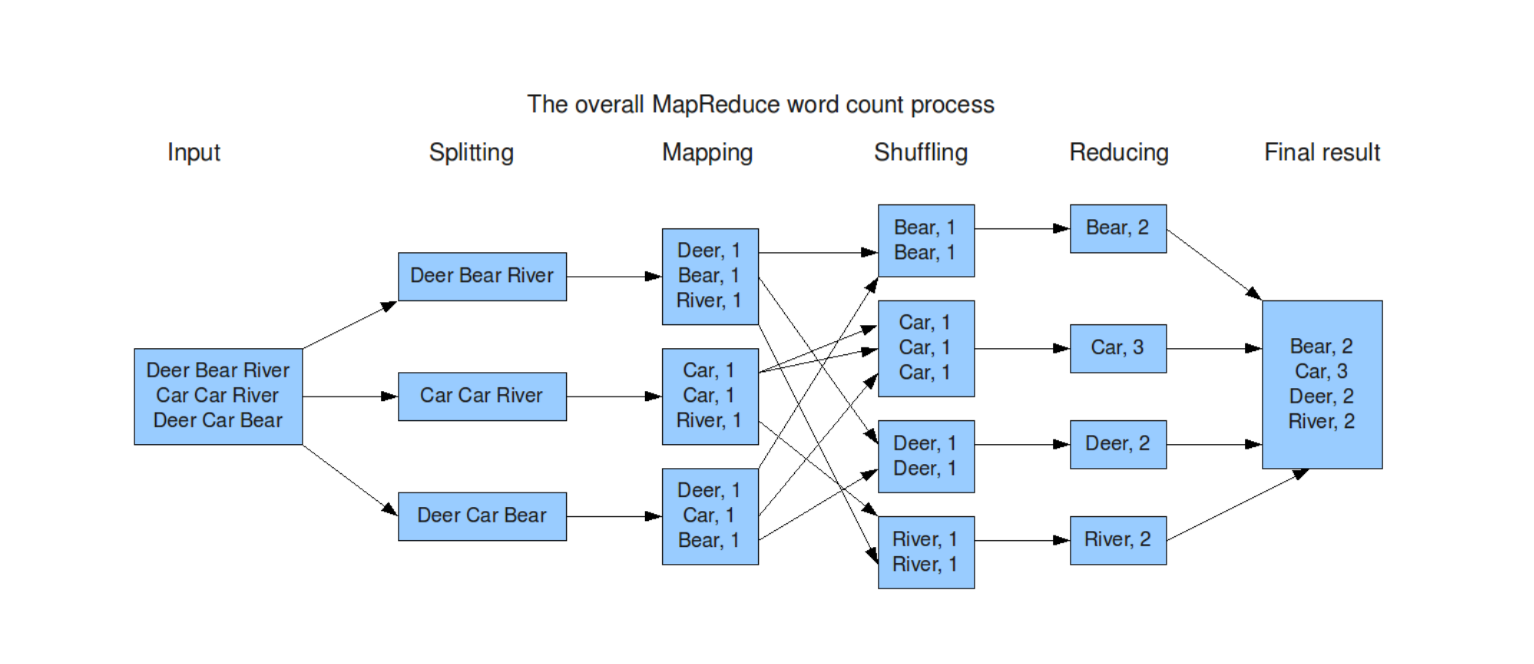 The overall MapReduce word count process
Input
Splitting
Mapping
Shuffling
Reducing
Final result
Deer Bear River
Car Car River
Deer Car Bear
Deer Bear River
Car Car River
Deer Car Bear
Deer, 1
Bear, 1
River, 1
Car, 1
Car, 1
River, 1
Deer, 1
Car, 1
Bear, 1
Bear, 1
Bear, 1
Car, 1
Car, 1
Car, 1
Deer, 1
Deer, 1
River, 1
River, 1
Bear, 2
Car, 3
Deer, 2
River, 2
Bear, 2
Car, 3
Deer, 2
River, 2